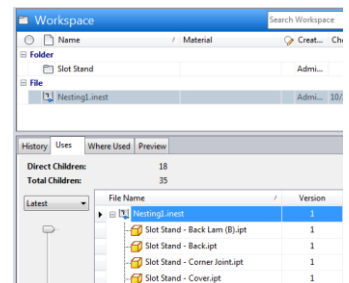 Workspace
Search Workspace
Name / Material Creat... Che
Folder
Slot Stand Admi...
File
Nesting1.inest Admi... 10/
History Uses Where Used Preview
Direct Children: 18
Total Children: 35
Latest File Name / Version
Nesting1.inest 1
Slot Stand - Back Lam (B).ipt 1
Slot Stand - Back.ipt 1
Slot Stand - Corner Joint.ipt 1
Slot Stand - Cover.ipt 1